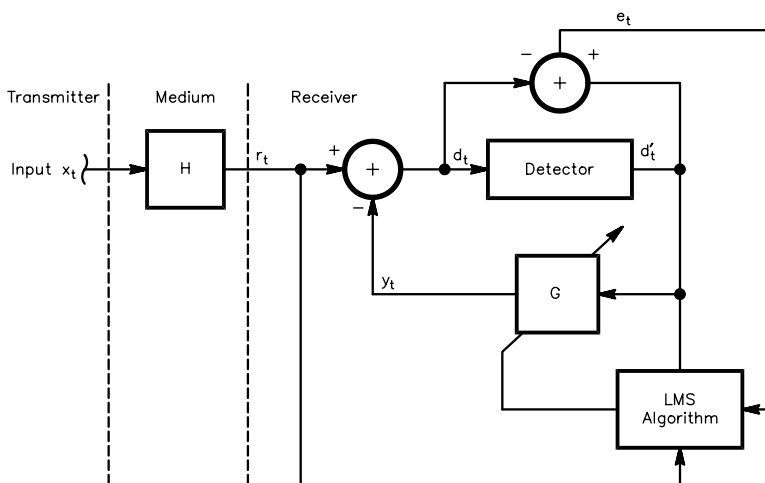 e_t
− +
+
Transmitter Medium Receiver
Input x_t H r_t + + − d_t Detector d′_t
y_t G
LMS
Algorithm